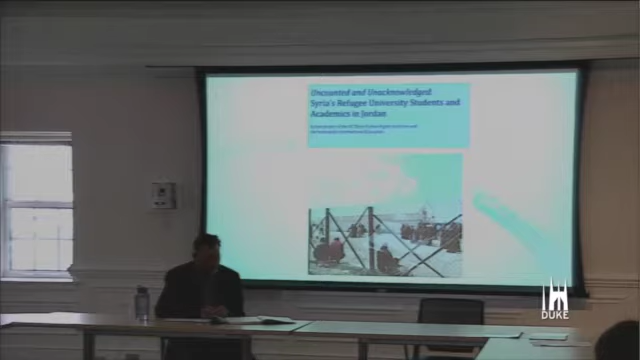 Uncounted and Unacknowledged
Syria's Refugee University Students and
Academics in Jordan
DUKE